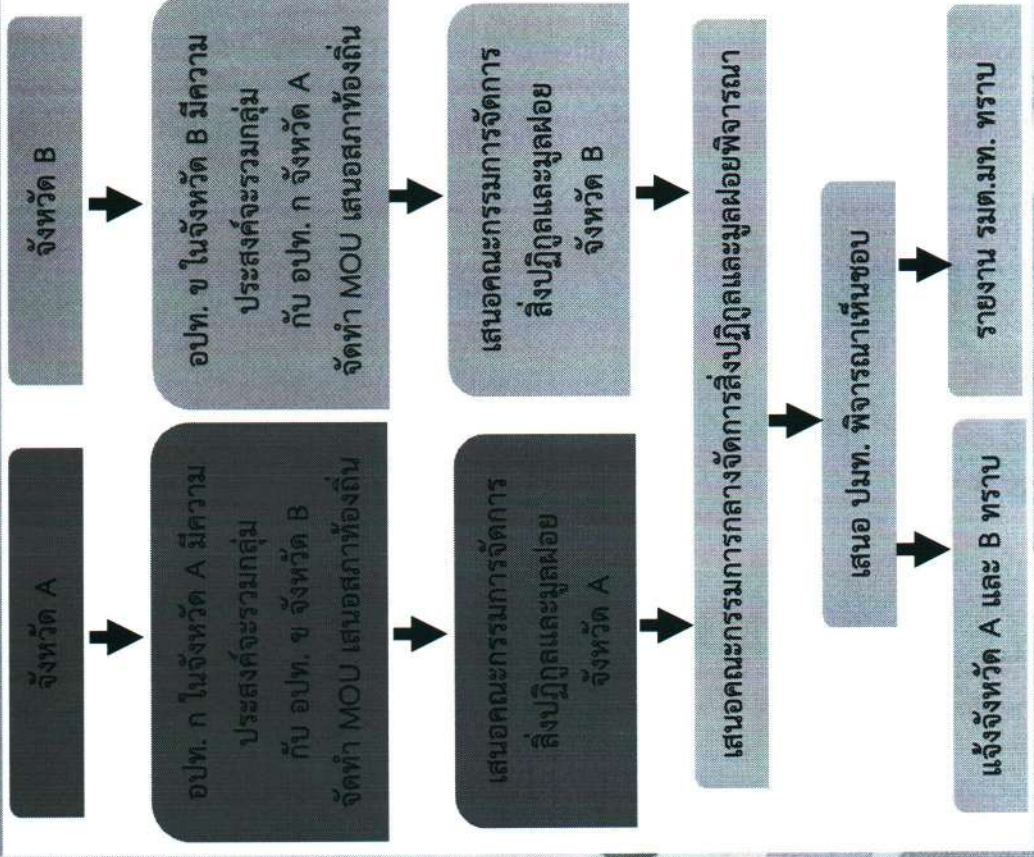 จังหวัด A
อปท. ก ในจังหวัด A มีความ
ประสงค์จะรวมกลุ่ม
กับ อปท. ข จังหวัด B
จัดทำ MOU เสนอสภาท้องถิ่น
เสนอคณะกรรมการจัดการ
สิ่งปฏิกูลและมูลฝอย
จังหวัด A
จังหวัด B
อปท. ข ในจังหวัด B มีความ
ประสงค์จะรวมกลุ่ม
กับ อปท. ก จังหวัด A
จัดทำ MOU เสนอสภาท้องถิ่น
เสนอคณะกรรมการจัดการ
สิ่งปฏิกูลและมูลฝอย
จังหวัด B
เสนอคณะกรรมการกลางจัดการสิ่งปฏิกูลและมูลฝอยพิจารณา
เสนอ ปมท. พิจารณาเห็นชอบ
แจ้งจังหวัด A และ B ทราบ
รายงาน รมต.มท. ทราบ